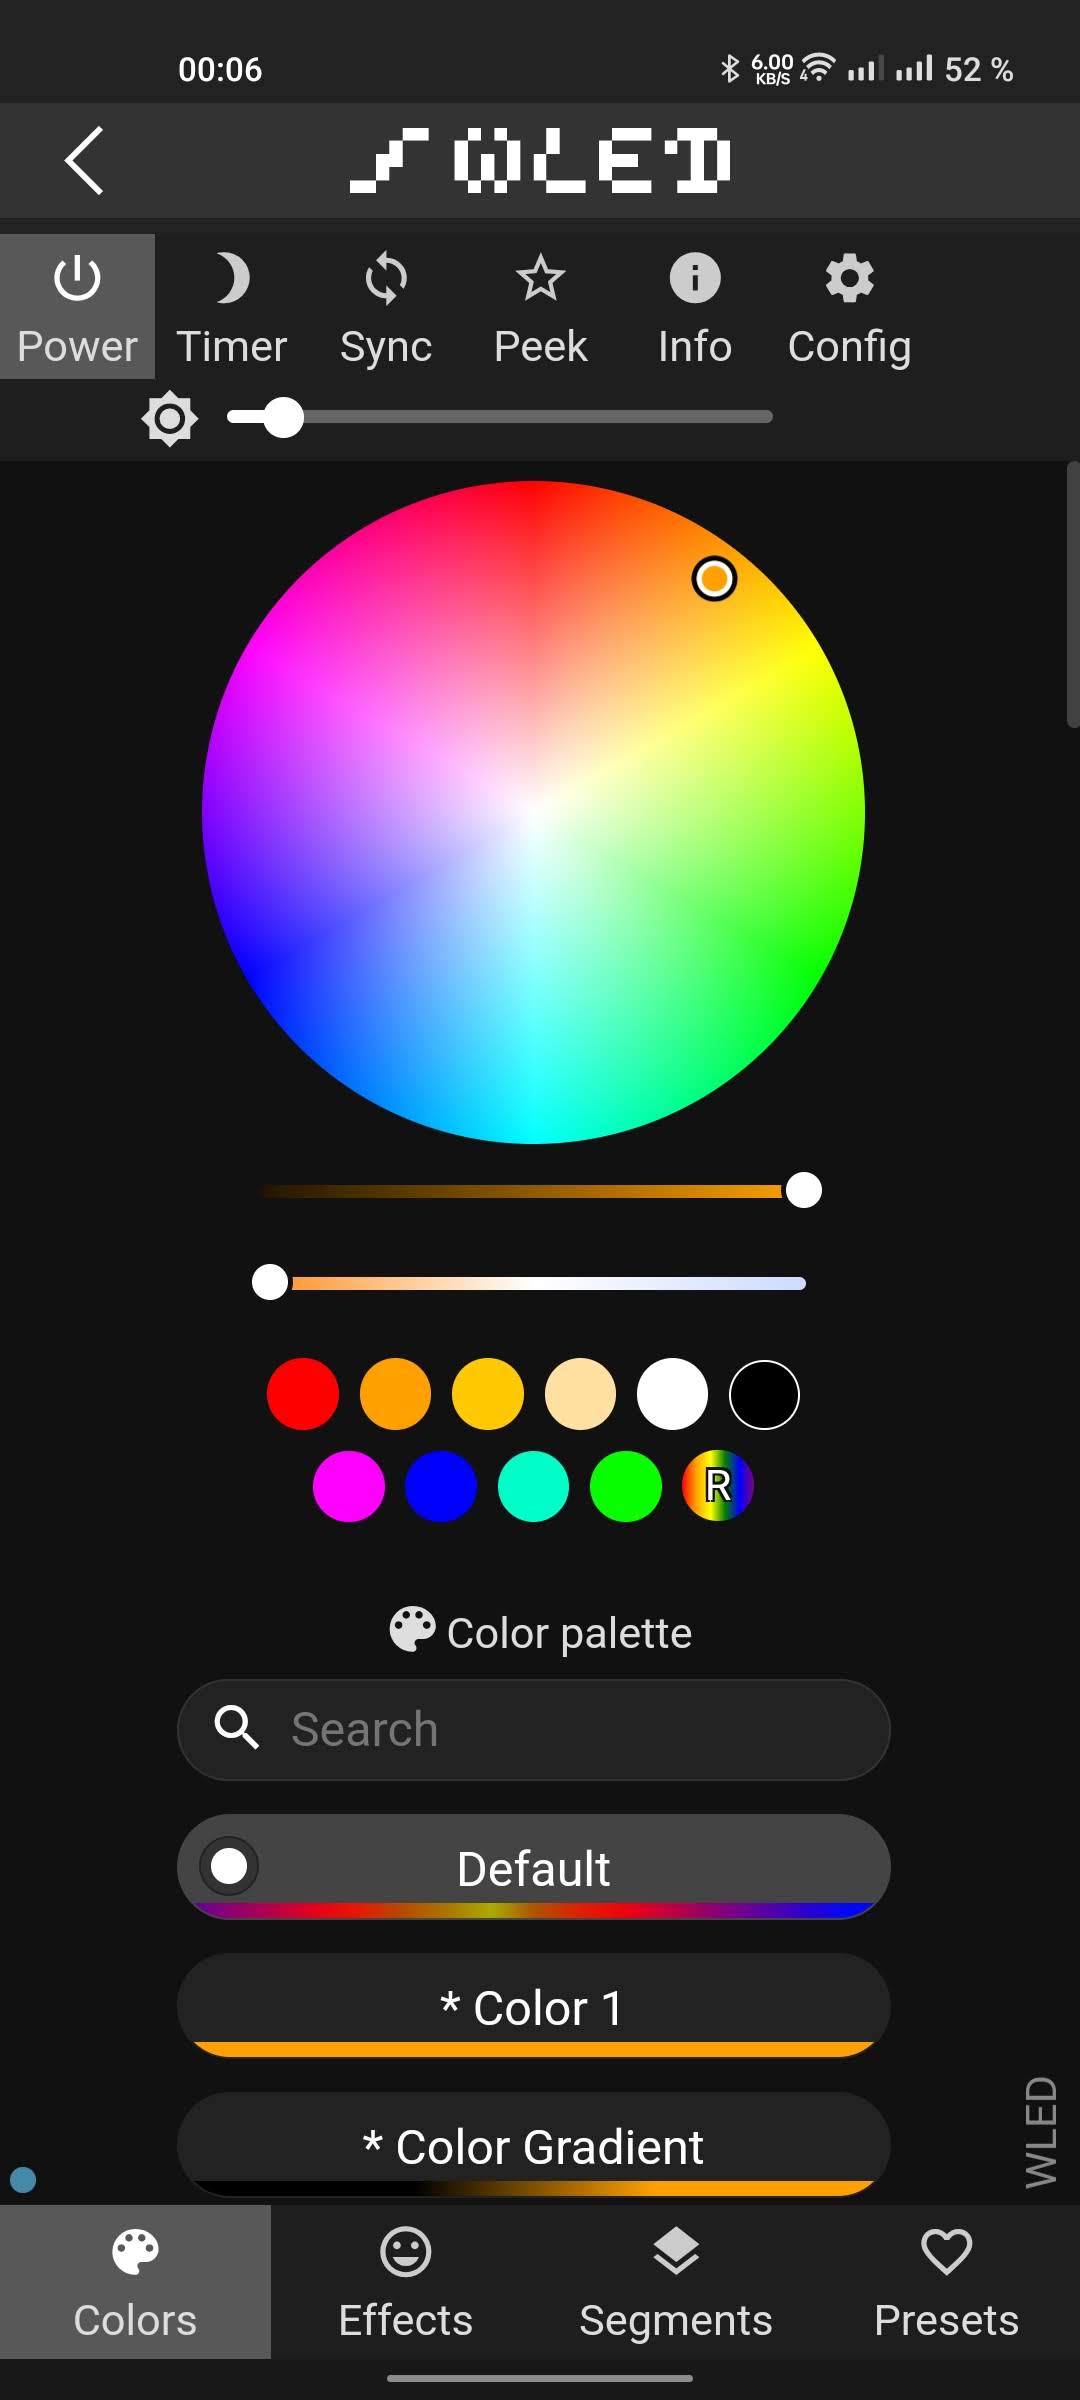 00:06
6.00 KB/S
4
52 %
WLED
Power
Timer
Sync
Peek
Info
Config
R
Color palette
Search
Default
* Color 1
* Color Gradient
WLED
Colors
Effects
Segments
Presets